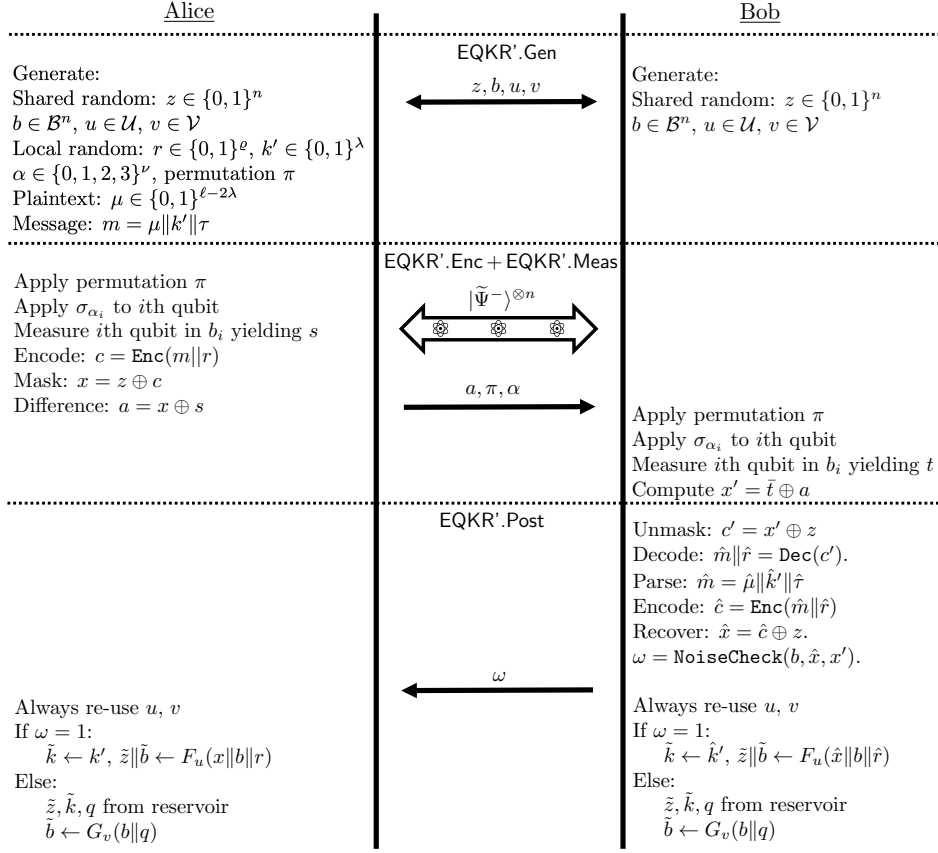 Alice
Bob
EQKR'.Gen
Generate:
Shared random: z ∈ {0, 1}^n
b ∈ ℬ^n, u ∈ 𝒰, v ∈ 𝒱
Local random: r ∈ {0, 1}^ϱ, k′ ∈ {0, 1}^λ
α ∈ {0, 1, 2, 3}^ν, permutation π
Plaintext: μ ∈ {0, 1}^{ℓ−2λ}
Message: m = μ‖k′‖τ
z, b, u, v
Generate:
Shared random: z ∈ {0, 1}^n
b ∈ ℬ^n, u ∈ 𝒰, v ∈ 𝒱
EQKR'.Enc + EQKR'.Meas
Apply permutation π
Apply σ_{α_i} to ith qubit
Measure ith qubit in b_i yielding s
Encode: c = Enc(m||r)
Mask: x = z ⊕ c
Difference: a = x ⊕ s
|Ψ̃^−⟩^{⊗n}
a, π, α
Apply permutation π
Apply σ_{α_i} to ith qubit
Measure ith qubit in b_i yielding t
Compute x′ = t̄ ⊕ a
EQKR'.Post
Unmask: c′ = x′ ⊕ z
Decode: m̂‖r̂ = Dec(c′).
Parse: m̂ = μ̂‖k̂′‖τ̂
Encode: ĉ = Enc(m̂‖r̂)
Recover: x̂ = ĉ ⊕ z.
ω = NoiseCheck(b, x̂, x′).
ω
Always re-use u, v
If ω = 1:
k̃ ← k′, z̃‖b̃ ← F_u(x‖b‖r)
Else:
z̃, k̃, q from reservoir
b̃ ← G_v(b‖q)
Always re-use u, v
If ω = 1:
k̃ ← k̂′, z̃‖b̃ ← F_u(x̂‖b‖r̂)
Else:
z̃, k̃, q from reservoir
b̃ ← G_v(b‖q)